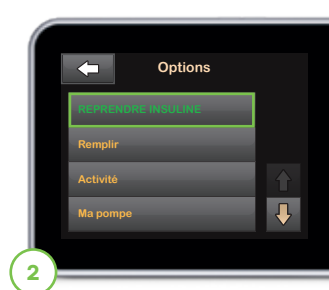 Options
REPRENDRE INSULINE
Remplir
Activité
Ma pompe
2